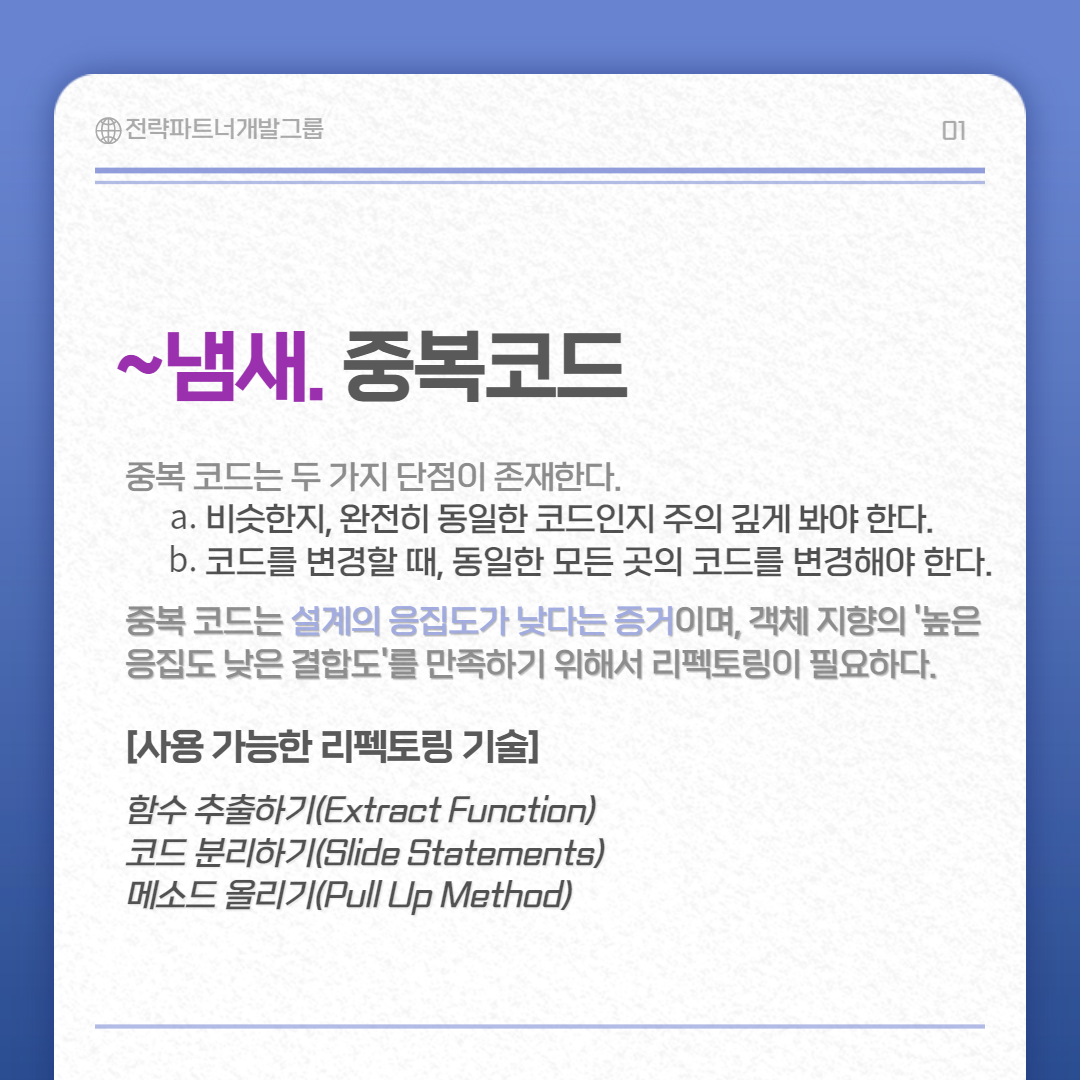 전략파트너개발그룹
01
~냄새. 중복코드
중복 코드는 두 가지 단점이 존재한다.
a. 비슷한지, 완전히 동일한 코드인지 주의 깊게 봐야 한다.
b. 코드를 변경할 때, 동일한 모든 곳의 코드를 변경해야 한다.
중복 코드는 설계의 응집도가 낮다는 증거이며, 객체 지향의 '높은
응집도 낮은 결합도'를 만족하기 위해서 리펙토링이 필요하다.
[사용 가능한 리펙토링 기술]
함수 추출하기(Extract Function)
코드 분리하기(Slide Statements)
메소드 올리기(Pull Up Method)